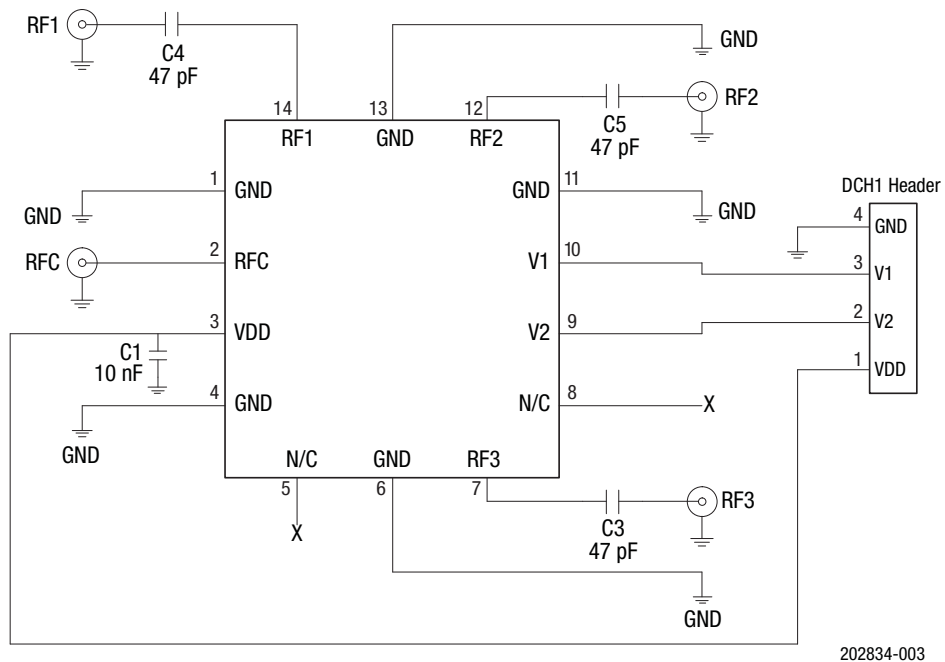 RF1
C4
47 pF
GND
14
13
12
C5
47 pF
RF2
RF1
GND
RF2
1
GND
GND
GND
11
GND
DCH1 Header
4
GND
RFC
2
RFC
V1
10
3
V1
3
VDD
V2
9
2
V2
C1
10 nF
1
VDD
4
GND
N/C
8
X
GND
N/C
GND
RF3
5
6
7
X
C3
47 pF
RF3
GND
202834-003